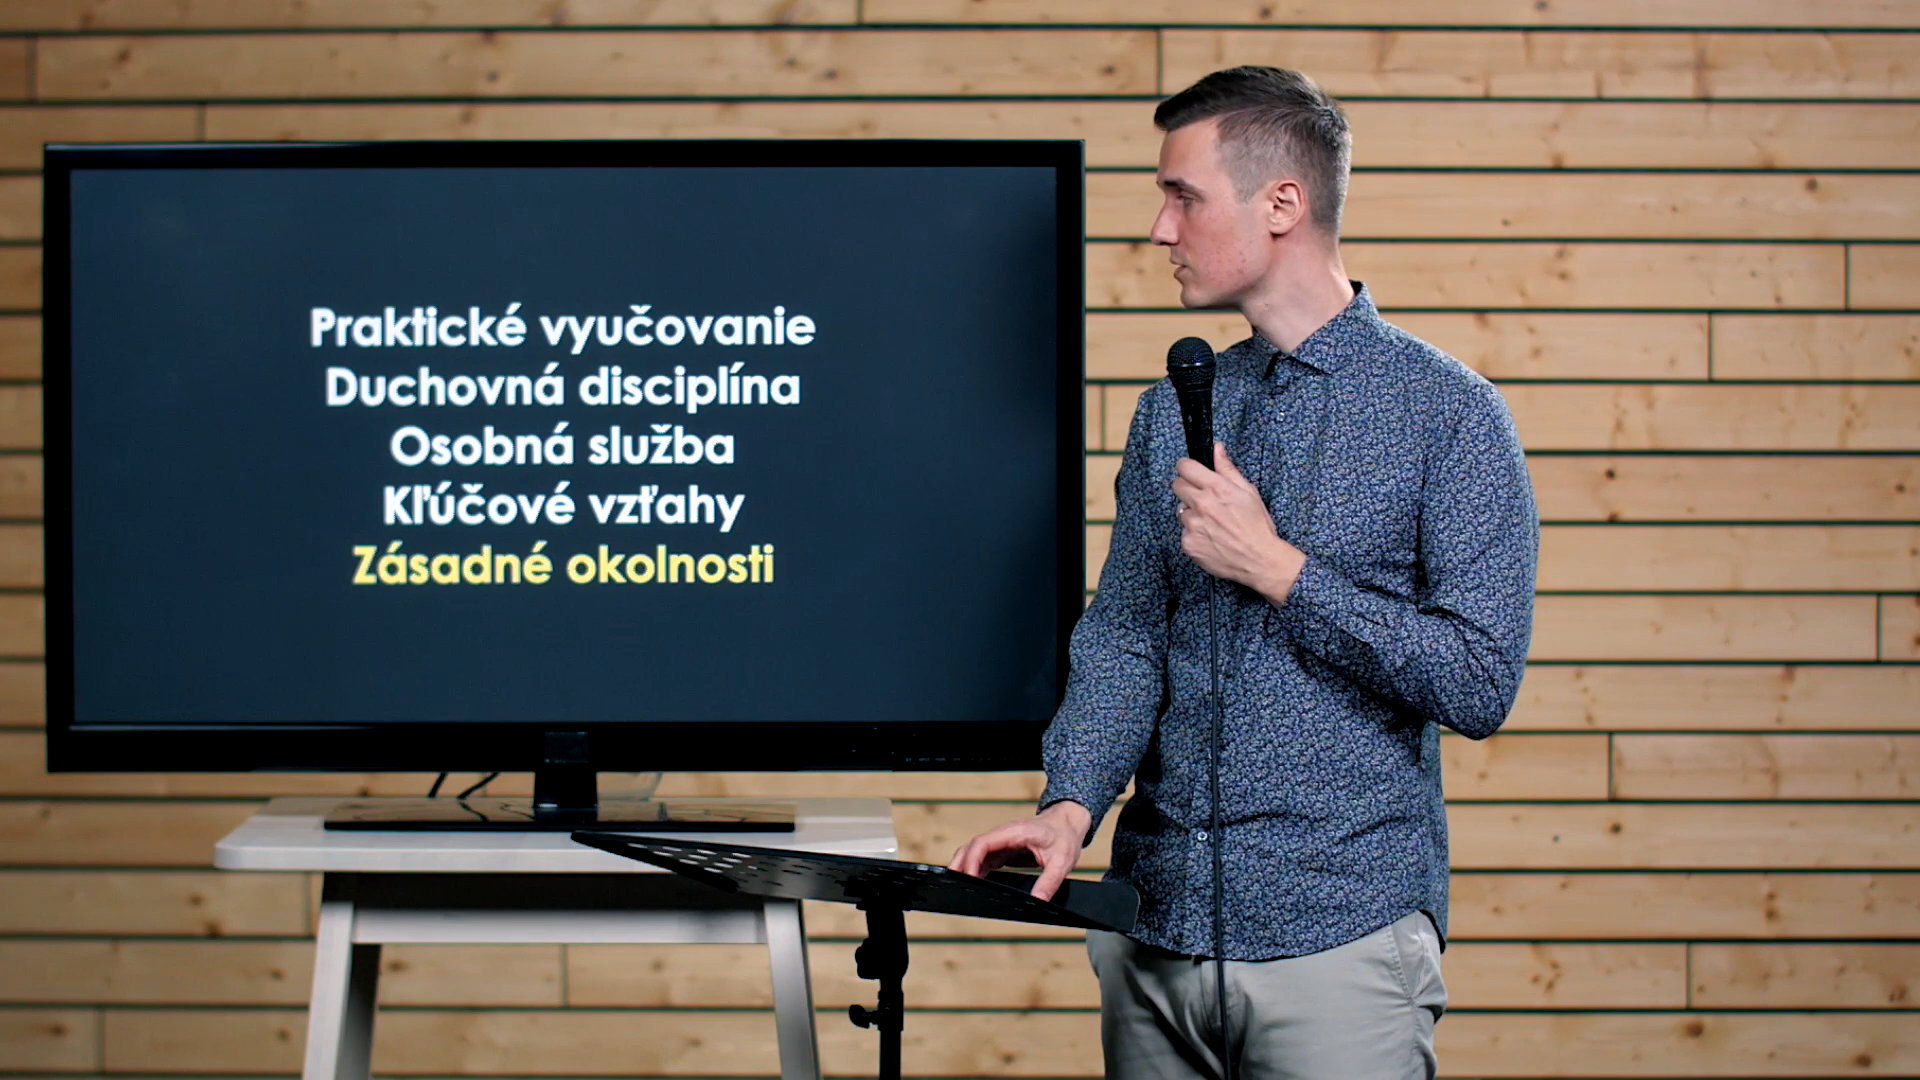 Praktické vyučovanie
Duchovná disciplína
Osobná služba
Kľúčové vzťahy
Zásadné okolnosti